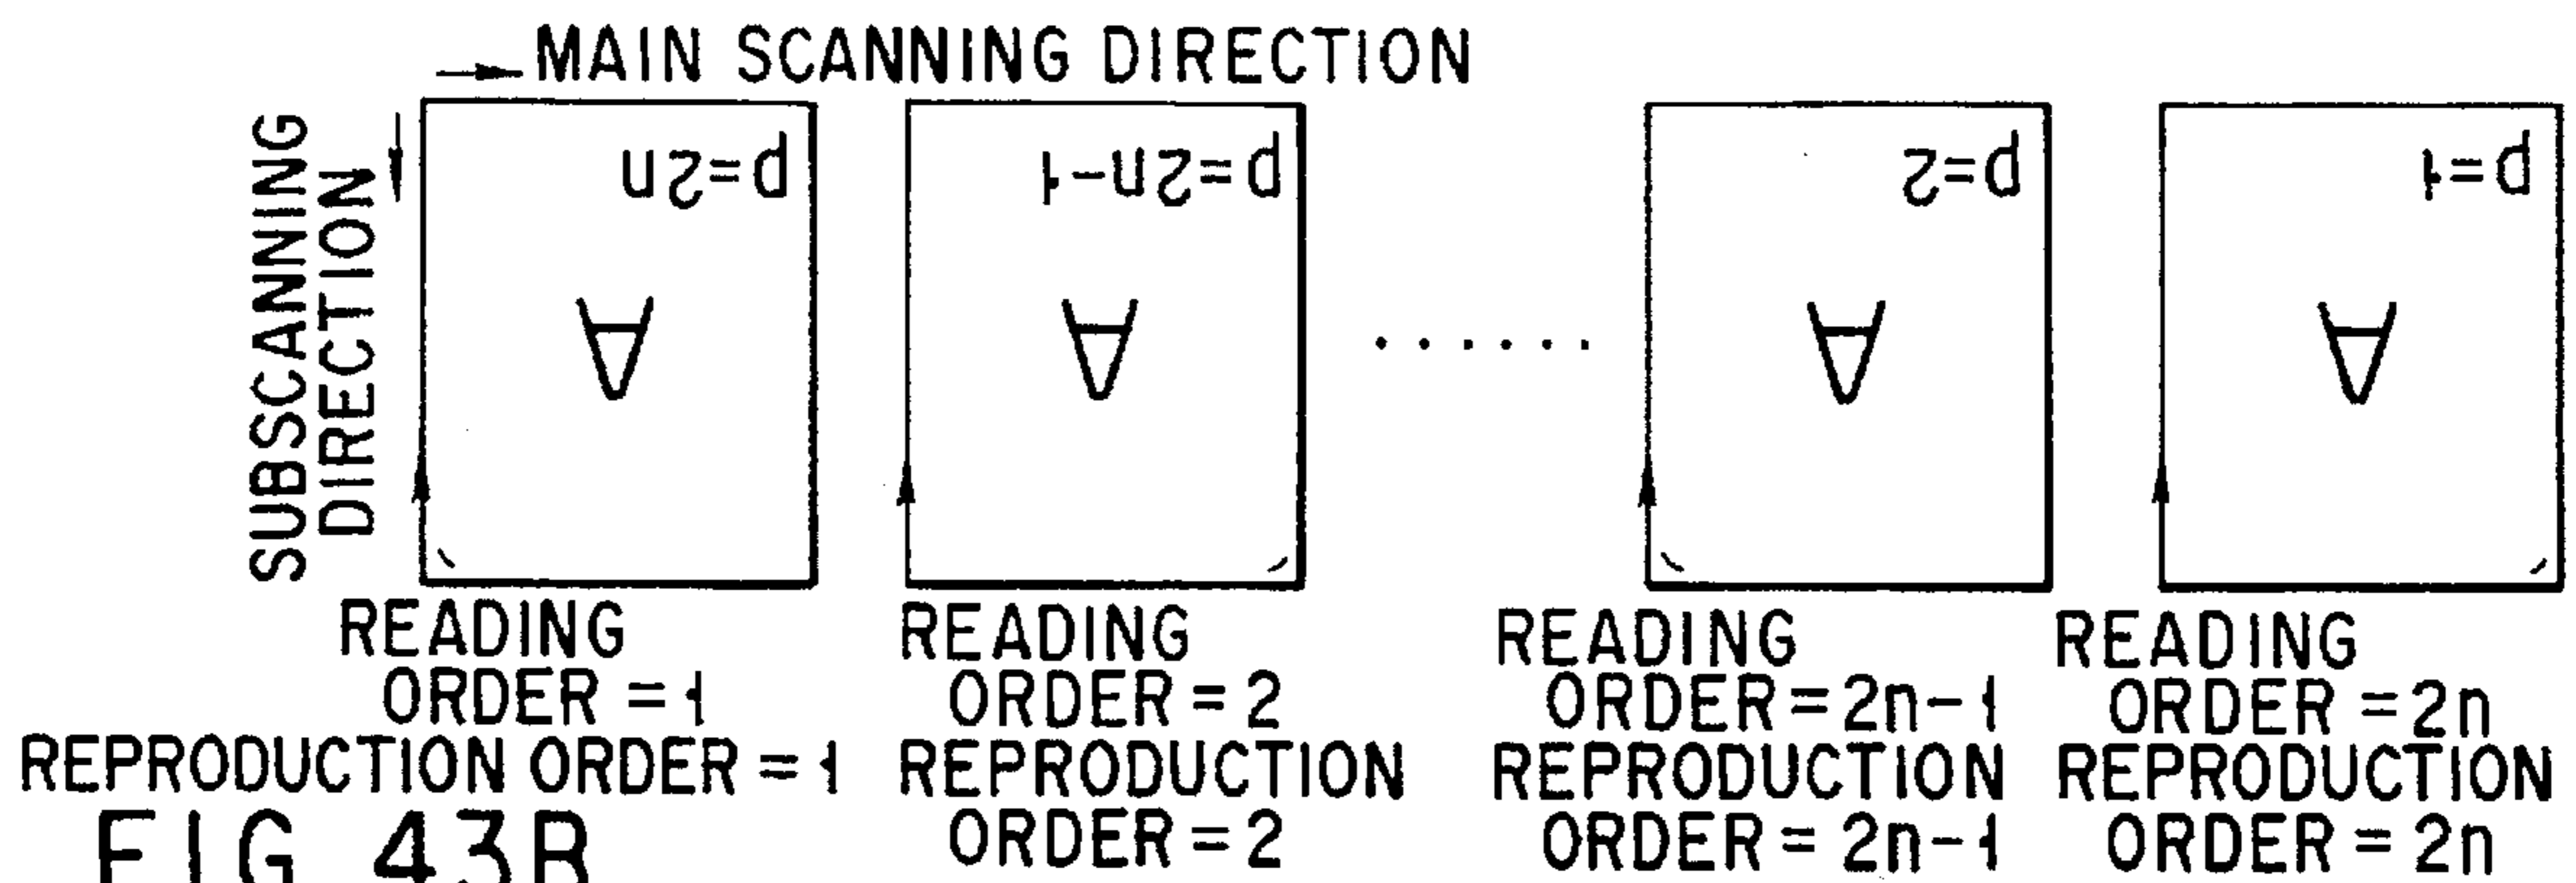 MAIN SCANNING DIRECTION
SUBSCANNING
DIRECTION
p=2n
A
p=2n-1
A
......
p=2
A
p=1
A
READING
ORDER = 1
REPRODUCTION ORDER = 1
READING
ORDER = 2
REPRODUCTION
ORDER = 2
READING
ORDER = 2n-1
REPRODUCTION
ORDER = 2n-1
READING
ORDER = 2n
REPRODUCTION
ORDER = 2n
FIG 43B